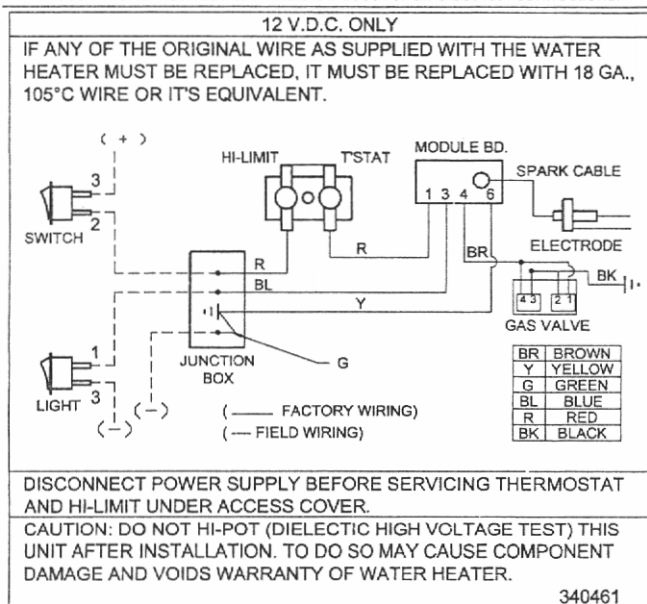 12 V.D.C. ONLY
IF ANY OF THE ORIGINAL WIRE AS SUPPLIED WITH THE WATER
HEATER MUST BE REPLACED, IT MUST BE REPLACED WITH 18 GA.,
105°C WIRE OR IT'S EQUIVALENT.
( + )
HI-LIMIT
T'STAT
MODULE BD.
SPARK CABLE
3
2
SWITCH
1 3 4 6
ELECTRODE
R
R
BR
BL
BK
Y
4 3 2 1
GAS VALVE
1
3
LIGHT
JUNCTION
BOX
G
(—)
(—)
( —— FACTORY WIRING)
( --- FIELD WIRING)
BR BROWN
Y YELLOW
G GREEN
BL BLUE
R RED
BK BLACK
DISCONNECT POWER SUPPLY BEFORE SERVICING THERMOSTAT
AND HI-LIMIT UNDER ACCESS COVER.
CAUTION: DO NOT HI-POT (DIELECTIC HIGH VOLTAGE TEST) THIS
UNIT AFTER INSTALLATION. TO DO SO MAY CAUSE COMPONENT
DAMAGE AND VOIDS WARRANTY OF WATER HEATER.
340461